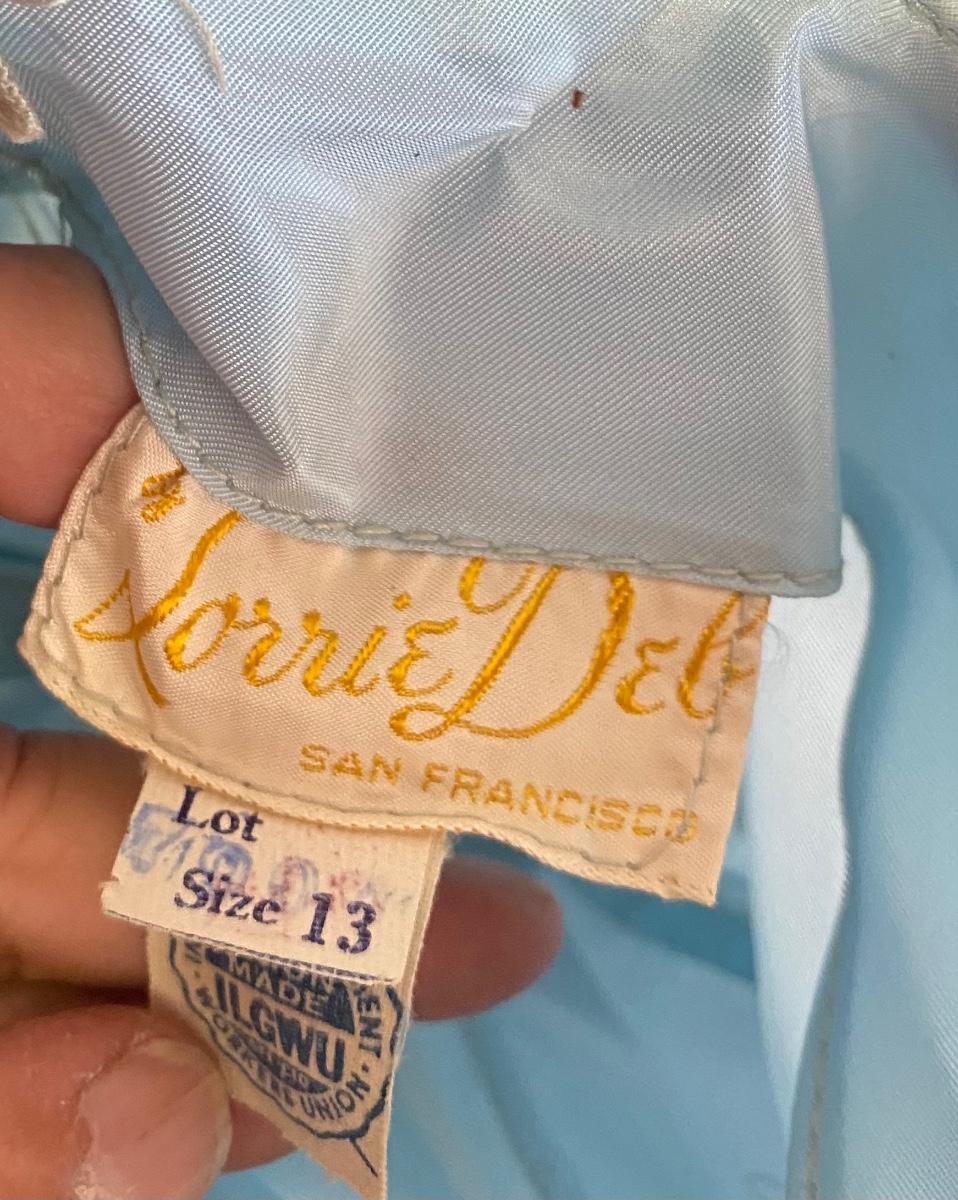 Lorrie Deb
SAN FRANCISCO
Lot
Size 13
MADE
ILGWU
UNION